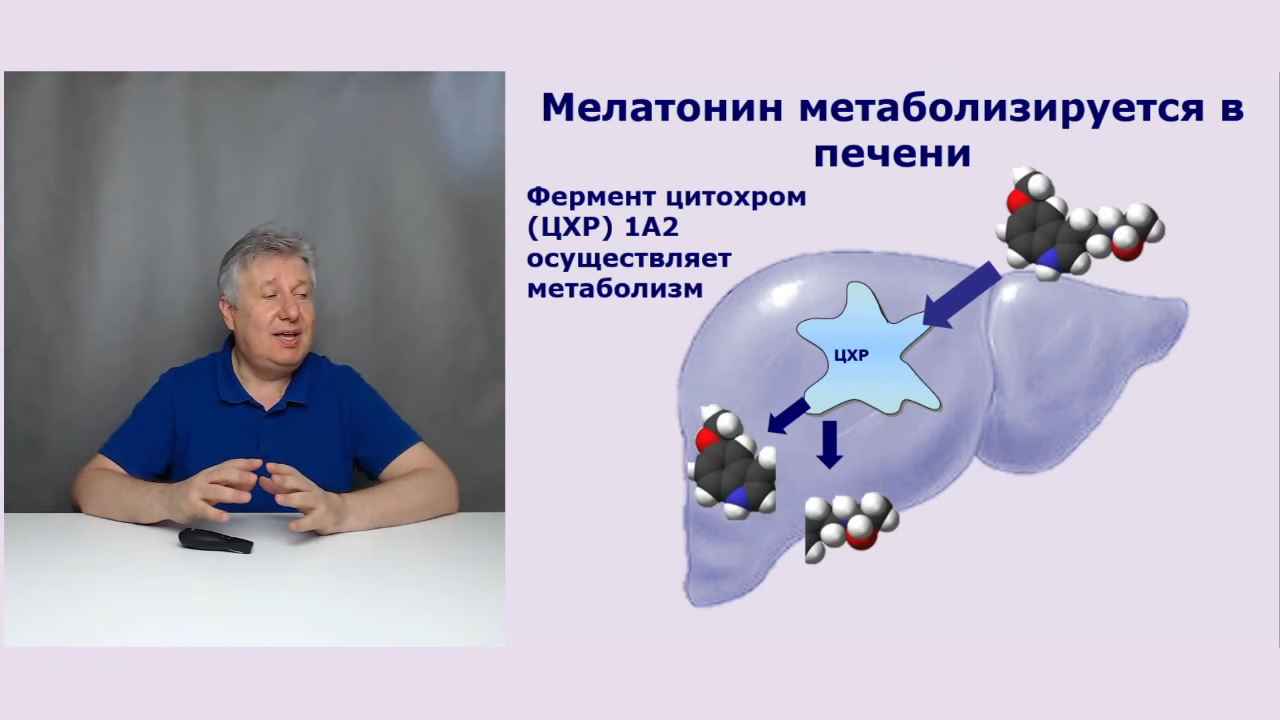 Мелатонин метаболизируется в
печени
Фермент цитохром
(ЦХР) 1А2
осуществляет
метаболизм
ЦХР